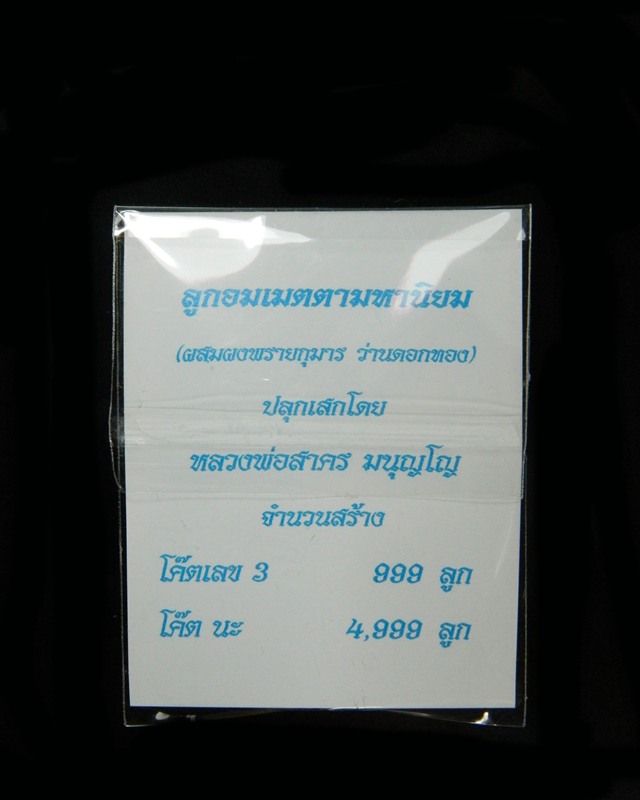 ลูกอมเมตตามหานิยม
(ผสมผงพรายกุมาร ว่านดอกทอง)
ปลุกเสกโดย
หลวงพ่อสาคร มนุญโญ
จำนวนสร้าง
โค๊ตเลข 3 999 ลูก
โค๊ต นะ 4,999 ลูก